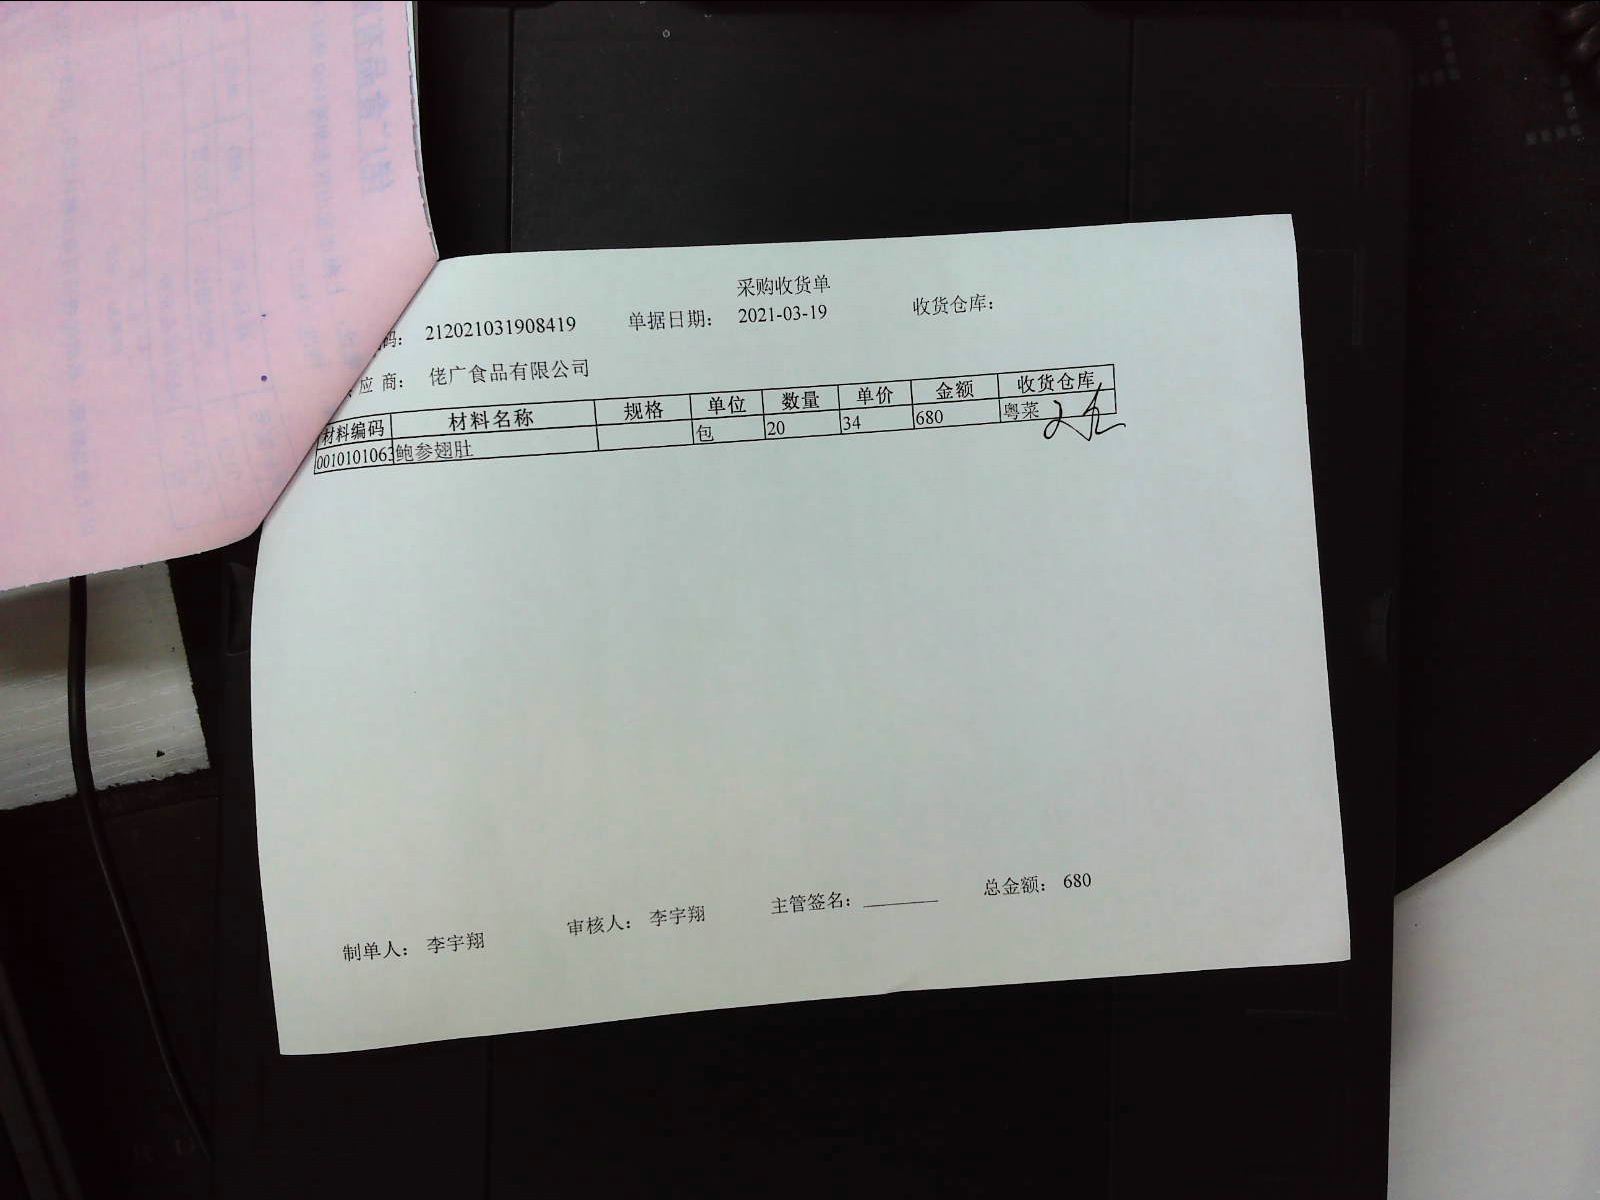 采购收货单
码： 212021031908419 单据日期： 2021-03-19 收货仓库：
应 商： 佬广食品有限公司
材料编码 材料名称 规格 单位 数量 单价 金额 收货仓库
0010101063 鲍参翅肚 包 20 34 680 粤菜
制单人： 李宇翔 审核人： 李宇翔 主管签名： 总金额： 680